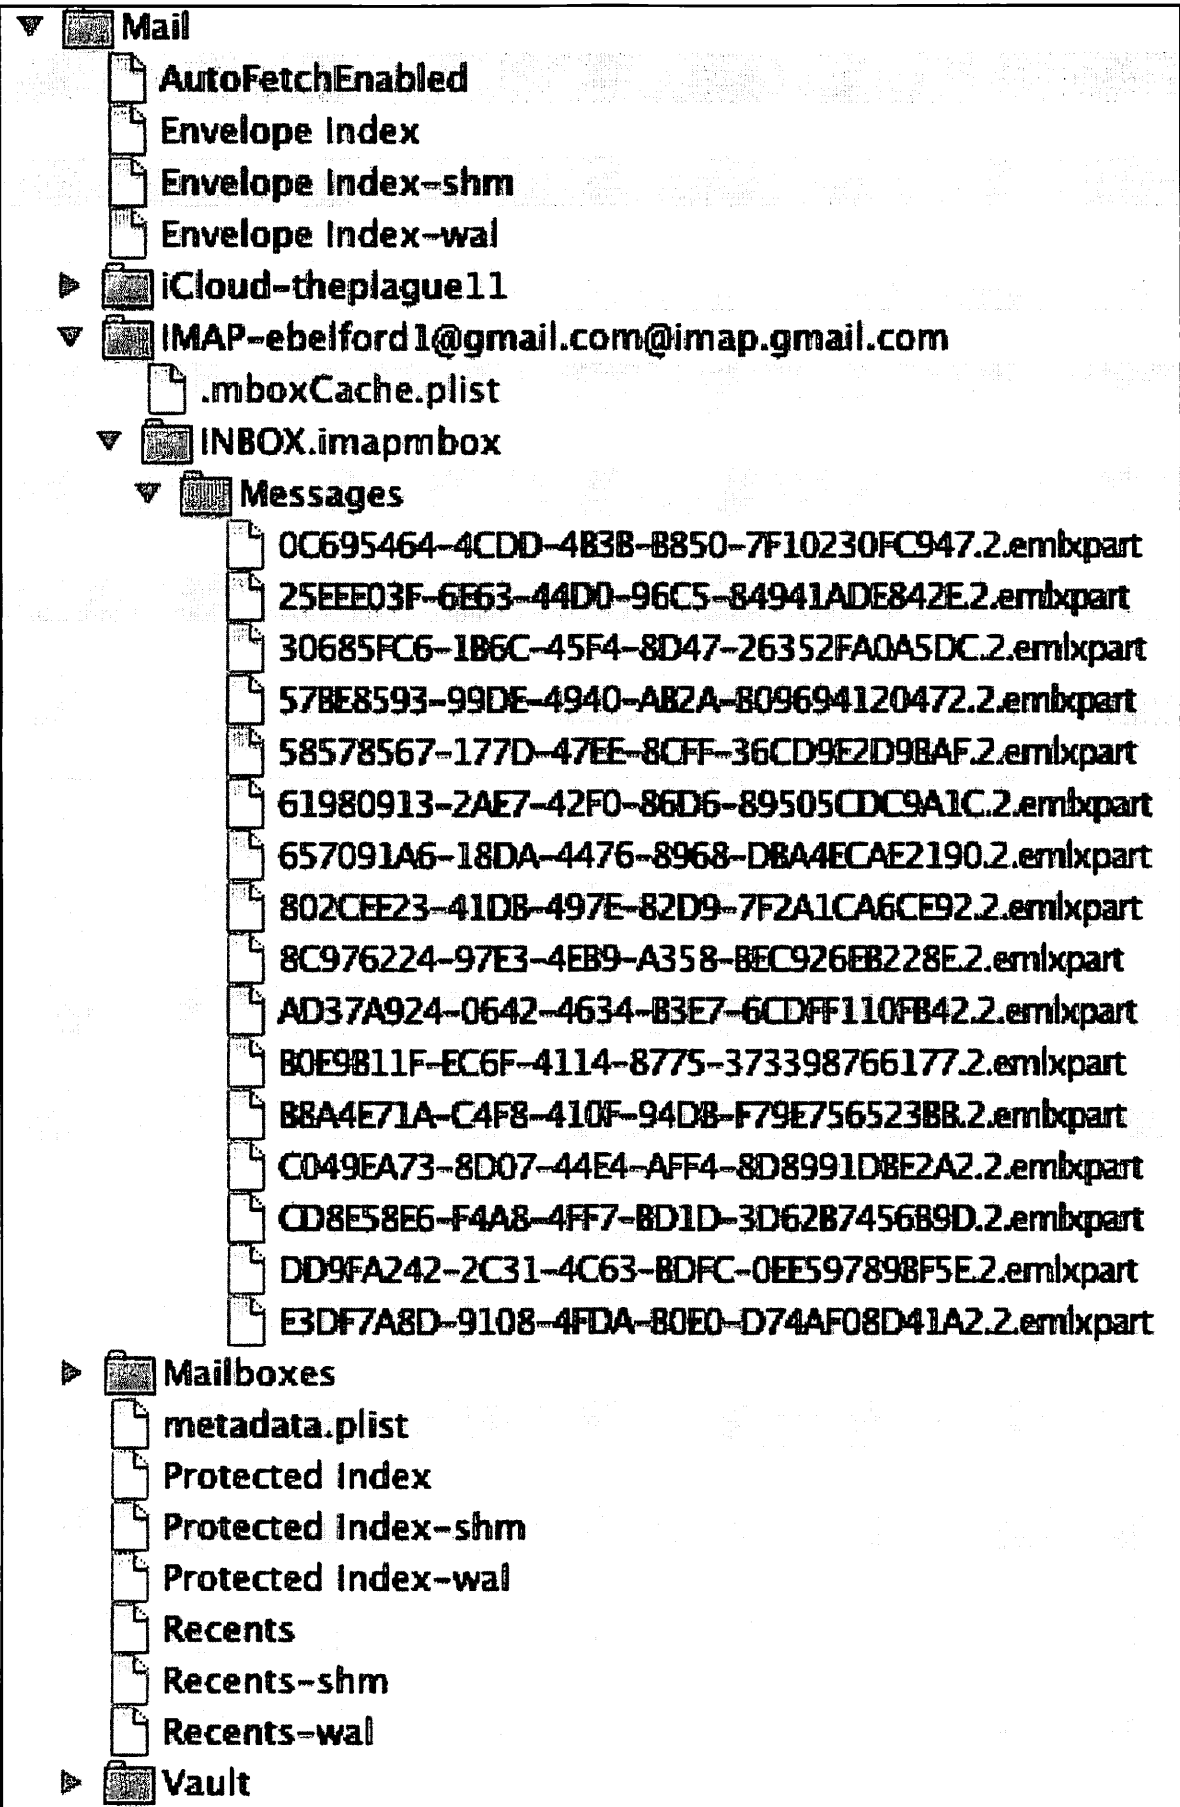 Mail
AutoFetchEnabled
Envelope Index
Envelope Index-shm
Envelope Index-wal
iCloud-theplague11
IMAP-ebelford1@gmail.com@imap.gmail.com
.mboxCache.plist
INBOX.imapmbox
Messages
0C695464-4CDD-4B3B-B850-7F10230FC947.2.emlxpart
25EEE03F-6E63-44D0-96C5-84941ADE842E.2.emlxpart
30685FC6-1B6C-45F4-8D47-26352FA0A5DC.2.emlxpart
57BE8593-99DE-4940-AB2A-809694120472.2.emlxpart
58578567-177D-47EE-8CFF-36CD9E2D9BAF.2.emlxpart
61980913-2AE7-42F0-86D6-89505CDC9A1C.2.emlxpart
657091A6-18DA-4476-8968-DBA4ECAE2190.2.emlxpart
802CEE23-41DB-497E-82D9-7F2A1CA6CE92.2.emlxpart
8C976224-97E3-4EB9-A358-BEC926EB228E.2.emlxpart
AD37A924-0642-4634-B3E7-6CDFF110FB42.2.emlxpart
B0E9B11F-EC6F-4114-8775-373398766177.2.emlxpart
B8A4E71A-C4F8-410F-94DB-F79E756523BB.2.emlxpart
C049EA73-8D07-44E4-AFF4-8D8991DBE2A2.2.emlxpart
CD8E58E6-F4A8-4FF7-BD1D-3D62B7456B9D.2.emlxpart
DD9FA242-2C31-4C63-BDFC-0EE59789BF5E.2.emlxpart
E3DF7A8D-9108-4FDA-80E0-D74AF08D41A2.2.emlxpart
Mailboxes
metadata.plist
Protected Index
Protected Index-shm
Protected Index-wal
Recents
Recents-shm
Recents-wal
Vault